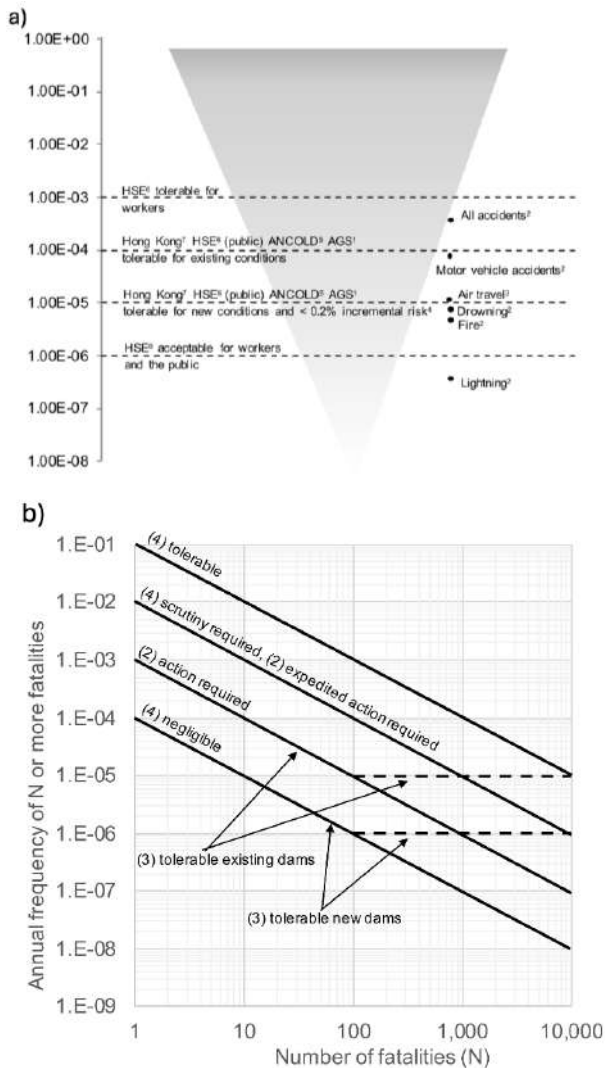 a)
1.00E+00
1.00E-01
1.00E-02
1.00E-03
1.00E-04
1.00E-05
1.00E-06
1.00E-07
1.00E-08
HSE⁶ tolerable for
workers
Hong Kong⁷ HSE⁶ (public) ANCOLD⁵ AGS¹
tolerable for existing conditions
Hong Kong⁷ HSE⁶ (public) ANCOLD⁵ AGS¹
tolerable for new conditions and < 0.2% incremental risk⁴
HSE⁶ acceptable for workers
and the public
All accidents²
Motor vehicle accidents²
Air travel³
Drowning²
Fire²
Lightning²
b)
Annual frequency of N or more fatalities
1.E-01
1.E-02
1.E-03
1.E-04
1.E-05
1.E-06
1.E-07
1.E-08
1.E-09
(4) tolerable
(4) scrutiny required, (2) expedited action required
(2) action required
(4) negligible
(3) tolerable existing dams
(3) tolerable new dams
1
10
100
1,000
10,000
Number of fatalities (N)